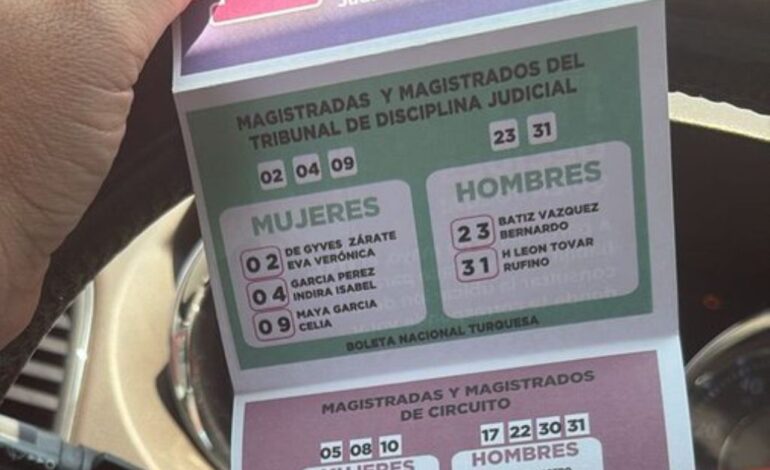 MAGISTRADAS Y MAGISTRADOS DEL
TRIBUNAL DE DISCIPLINA JUDICIAL
02 04 09
23 31
MUJERES
02 DE GYVES ZÁRATE
EVA VERÓNICA
04 GARCIA PEREZ
INDIRA ISABEL
09 MAYA GARCIA
CELIA
HOMBRES
23 BATIZ VAZQUEZ
BERNARDO
31 H LEON TOVAR
RUFINO
BOLETA NACIONAL TURQUESA
MAGISTRADAS Y MAGISTRADOS
DE CIRCUITO
05 08 10
17 22 30 31
MUJERES
HOMBRES